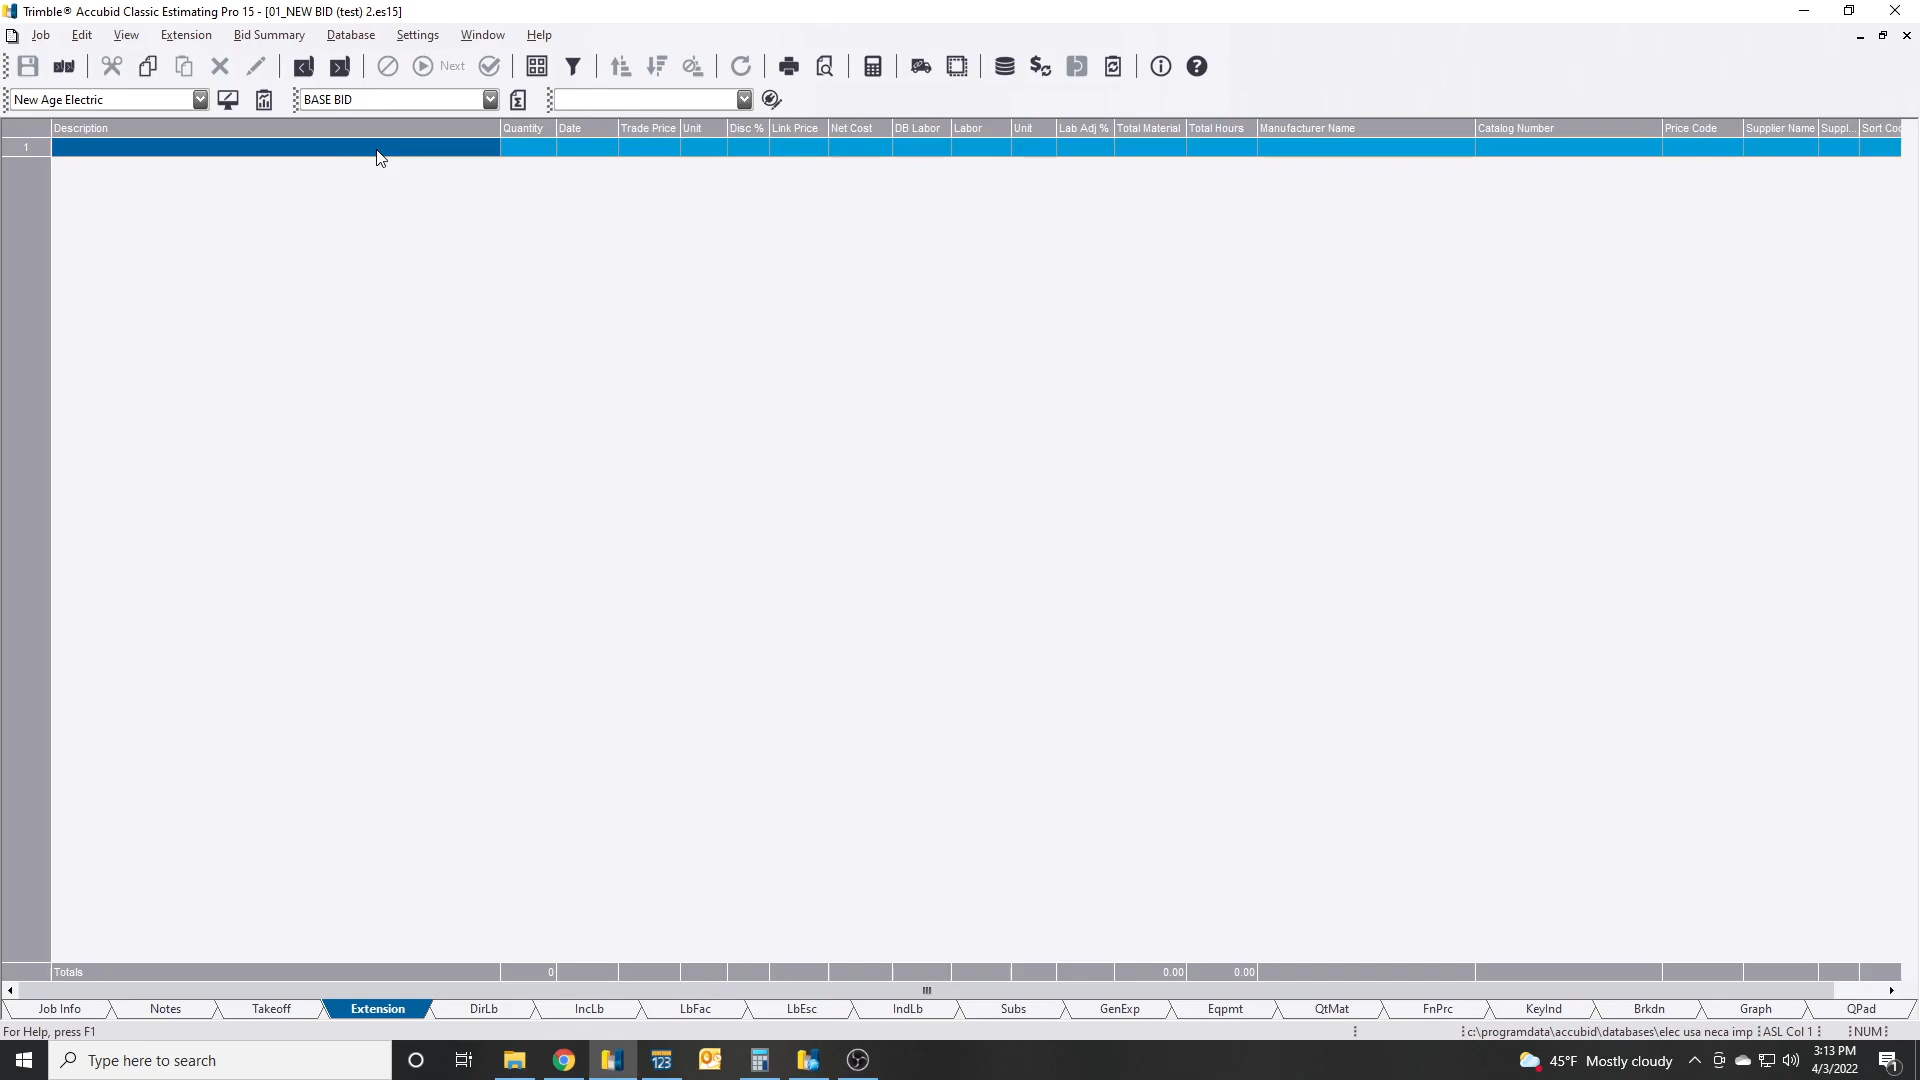 Trimble® Accubid Classic Estimating Pro 15 - [01_NEW BID (test) 2.es15]
Job Edit View Extension Bid Summary Database Settings Window Help
Next
New Age Electric BASE BID
Description Quantity Date Trade Price Unit Disc % Link Price Net Cost DB Labor Labor Unit Lab Adj % Total Material Total Hours Manufacturer Name Catalog Number Price Code Supplier Name Suppl... Sort Coc
1
Totals 0 0.00 0.00
Job Info Notes Takeoff Extension DirLb IncLb LbFac LbEsc IndLb Subs GenExp Eqpmt QtMat FnPrc KeyInd Brkdn Graph QPad
For Help, press F1 c:\programdata\accubid\databases\elec usa neca imp ASL Col 1 NUM
Type here to search 123 45°F Mostly cloudy 3:13 PM
4/3/2022 1